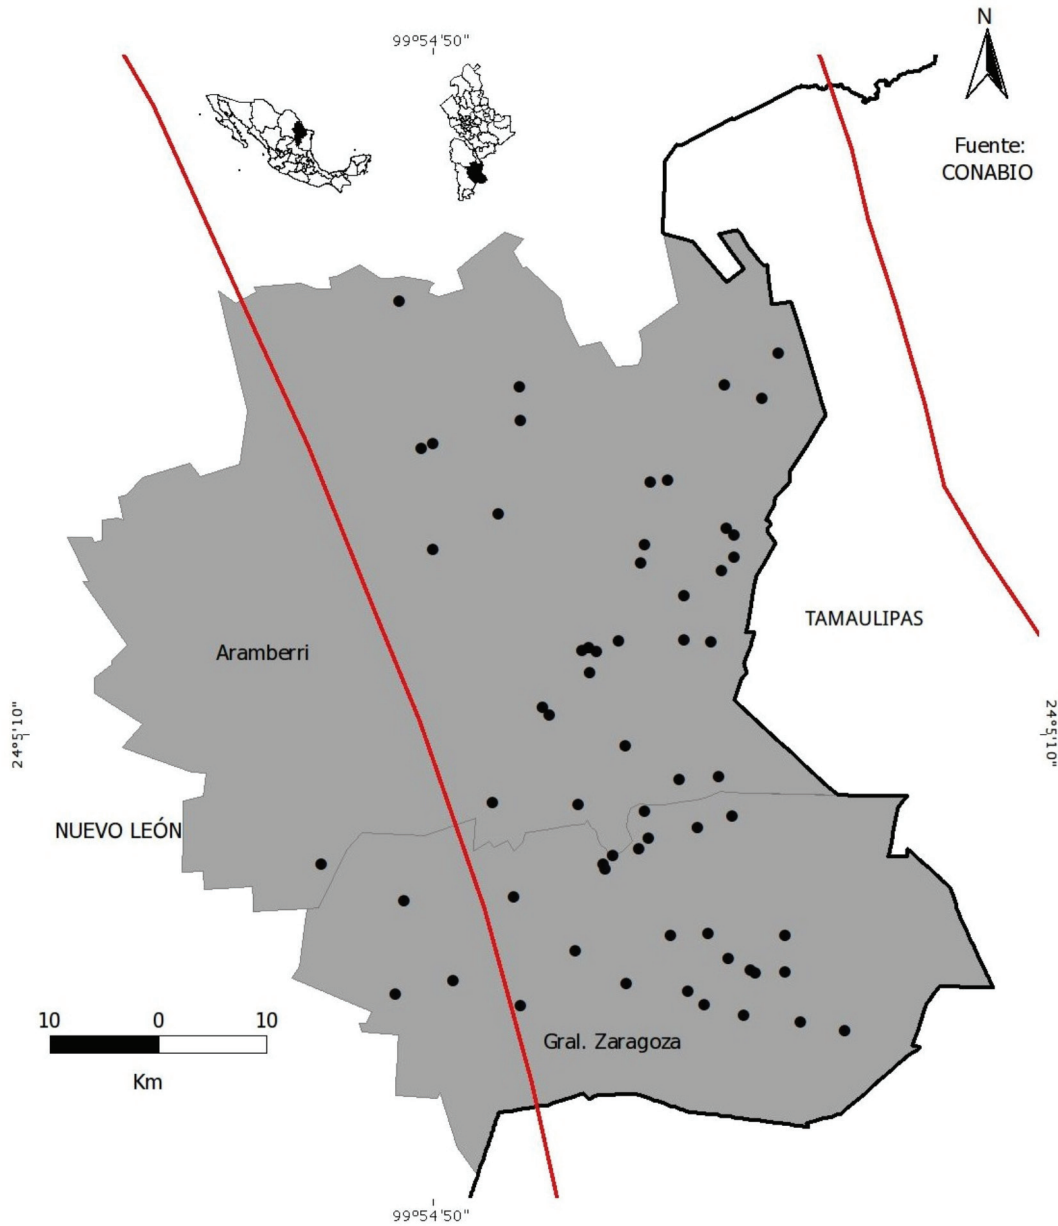 99°54'50"
N
Fuente:
CONABIO
TAMAULIPAS
Aramberri
24°5'10"
24°5'10"
NUEVO LEÓN
10 0 10
Km
Gral. Zaragoza
99°54'50"